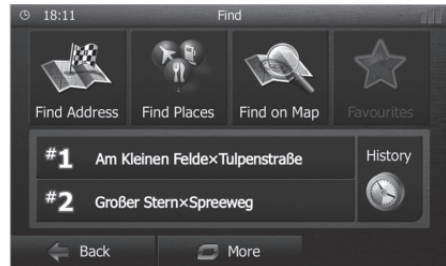 18:11 Find
Find Address Find Places Find on Map Favourites
#1 Am Kleinen Felde×Tulpenstraße History
#2 Großer Stern×Spreeweg
Back More